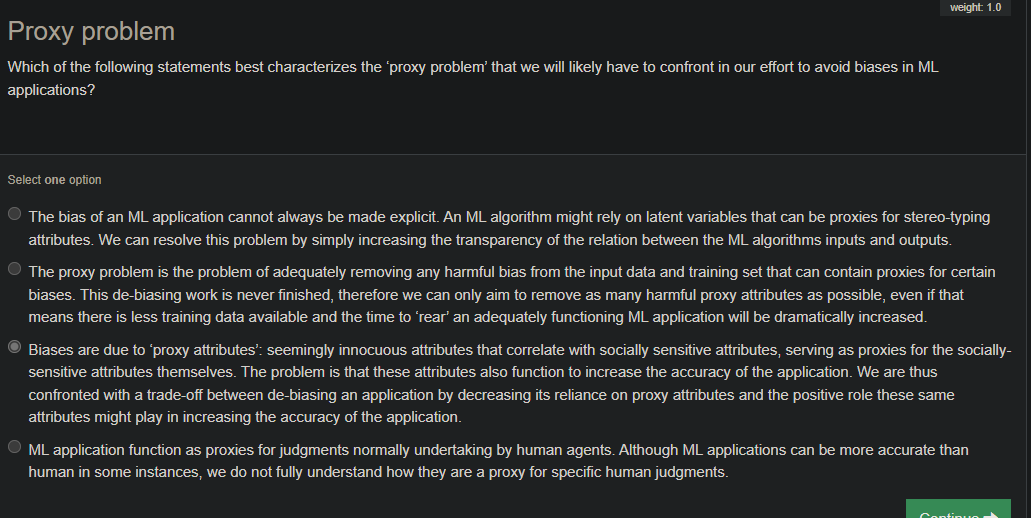 weight: 1.0
Proxy problem
Which of the following statements best characterizes the ‘proxy problem’ that we will likely have to confront in our effort to avoid biases in ML
applications?
Select one option
The bias of an ML application cannot always be made explicit. An ML algorithm might rely on latent variables that can be proxies for stereo-typing
attributes. We can resolve this problem by simply increasing the transparency of the relation between the ML algorithms inputs and outputs.
The proxy problem is the problem of adequately removing any harmful bias from the input data and training set that can contain proxies for certain
biases. This de-biasing work is never finished, therefore we can only aim to remove as many harmful proxy attributes as possible, even if that
means there is less training data available and the time to ‘rear’ an adequately functioning ML application will be dramatically increased.
Biases are due to ‘proxy attributes’: seemingly innocuous attributes that correlate with socially sensitive attributes, serving as proxies for the socially-
sensitive attributes themselves. The problem is that these attributes also function to increase the accuracy of the application. We are thus
confronted with a trade-off between de-biasing an application by decreasing its reliance on proxy attributes and the positive role these same
attributes might play in increasing the accuracy of the application.
ML application function as proxies for judgments normally undertaking by human agents. Although ML applications can be more accurate than
human in some instances, we do not fully understand how they are a proxy for specific human judgments.
Continue